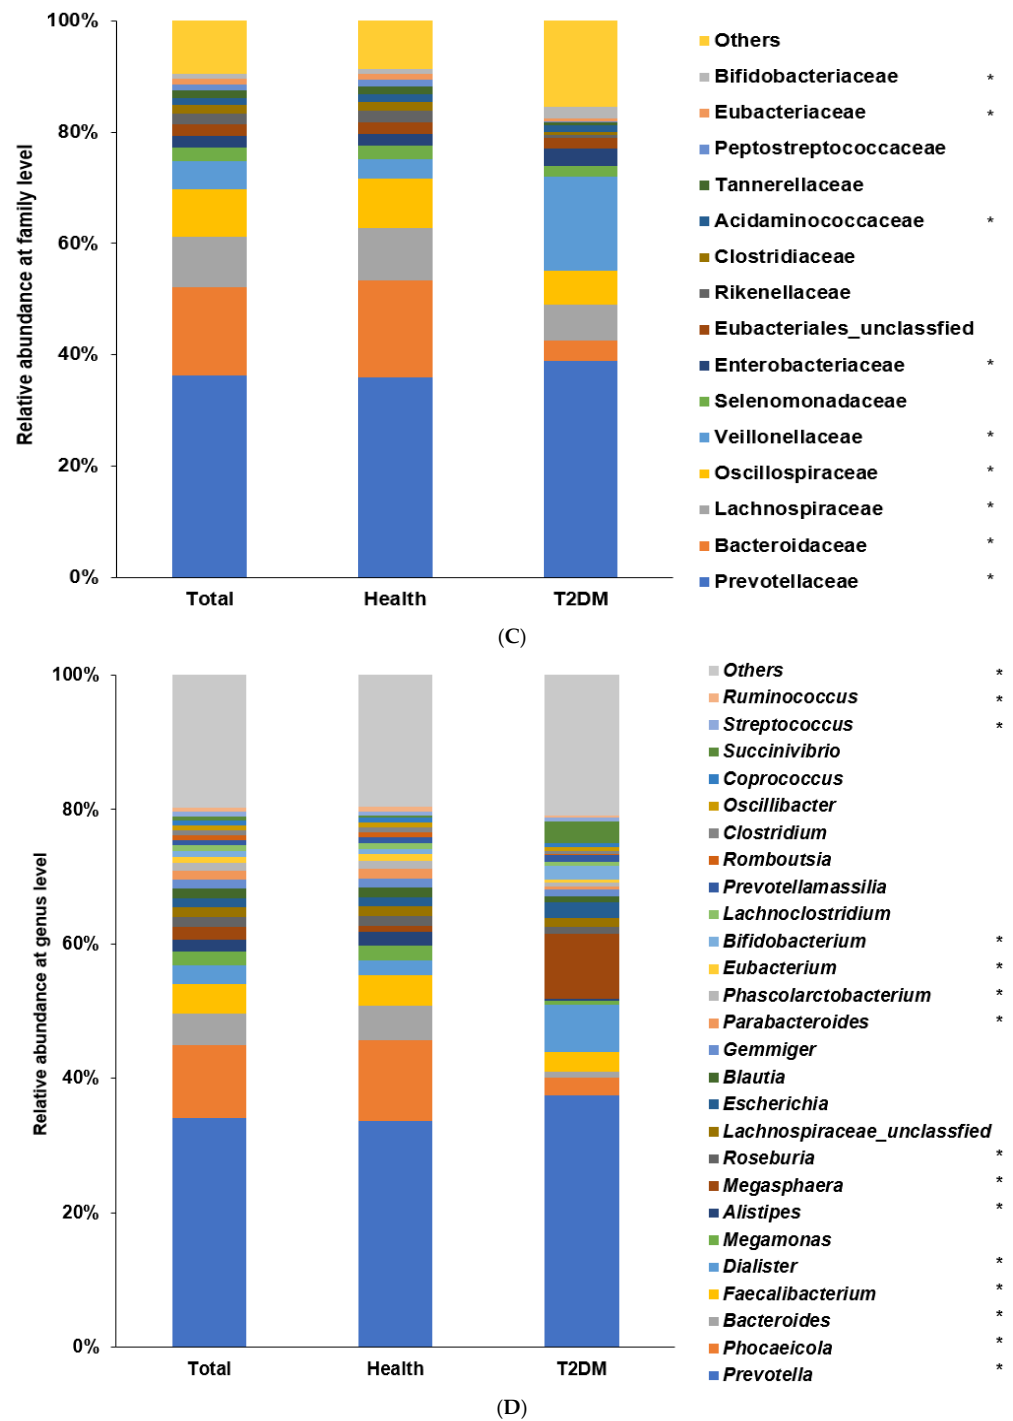 100%
80%
60%
40%
20%
0%
Relative abundance at family level
Total
Health
T2DM
Others
Bifidobacteriaceae *
Eubacteriaceae *
Peptostreptococcaceae
Tannerellaceae
Acidaminococcaceae *
Clostridiaceae
Rikenellaceae
Eubacteriales_unclassfied
Enterobacteriaceae *
Selenomonadaceae
Veillonellaceae *
Oscillospiraceae *
Lachnospiraceae *
Bacteroidaceae *
Prevotellaceae *
(C)
100%
80%
60%
40%
20%
0%
Relative abundance at genus level
Total
Health
T2DM
Others *
Ruminococcus *
Streptococcus *
Succinivibrio
Coprococcus
Oscillibacter
Clostridium
Romboutsia
Prevotellamassilia
Lachnoclostridium
Bifidobacterium *
Eubacterium *
Phascolarctobacterium *
Parabacteroides *
Gemmiger
Blautia
Escherichia
Lachnospiraceae_unclassfied
Roseburia *
Megasphaera *
Alistipes *
Megamonas
Dialister *
Faecalibacterium *
Bacteroides *
Phocaeicola *
Prevotella *
(D)